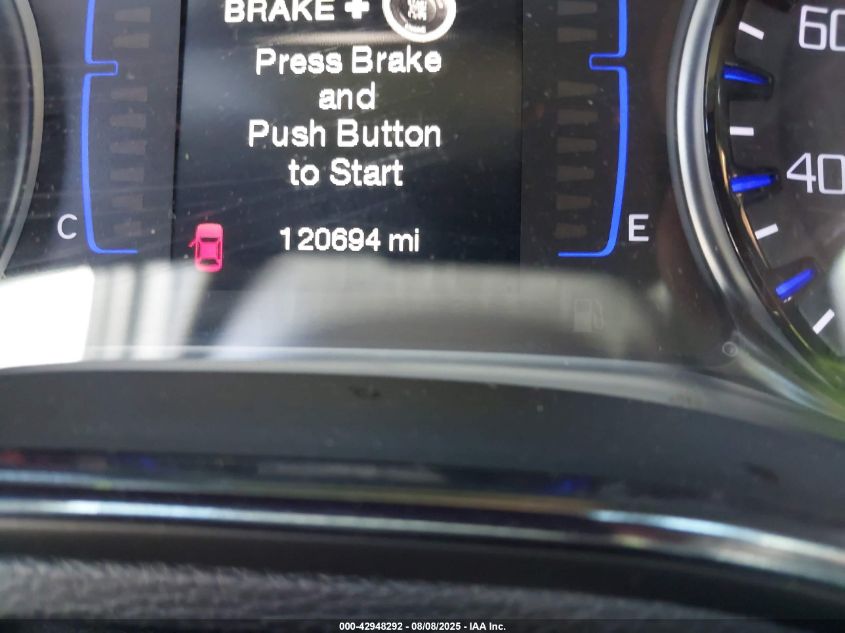 BRAKE +
Press Brake
and
Push Button
to Start
120694 mi
C
E
60
40
000-42948292 - 08/08/2025 - IAA Inc.